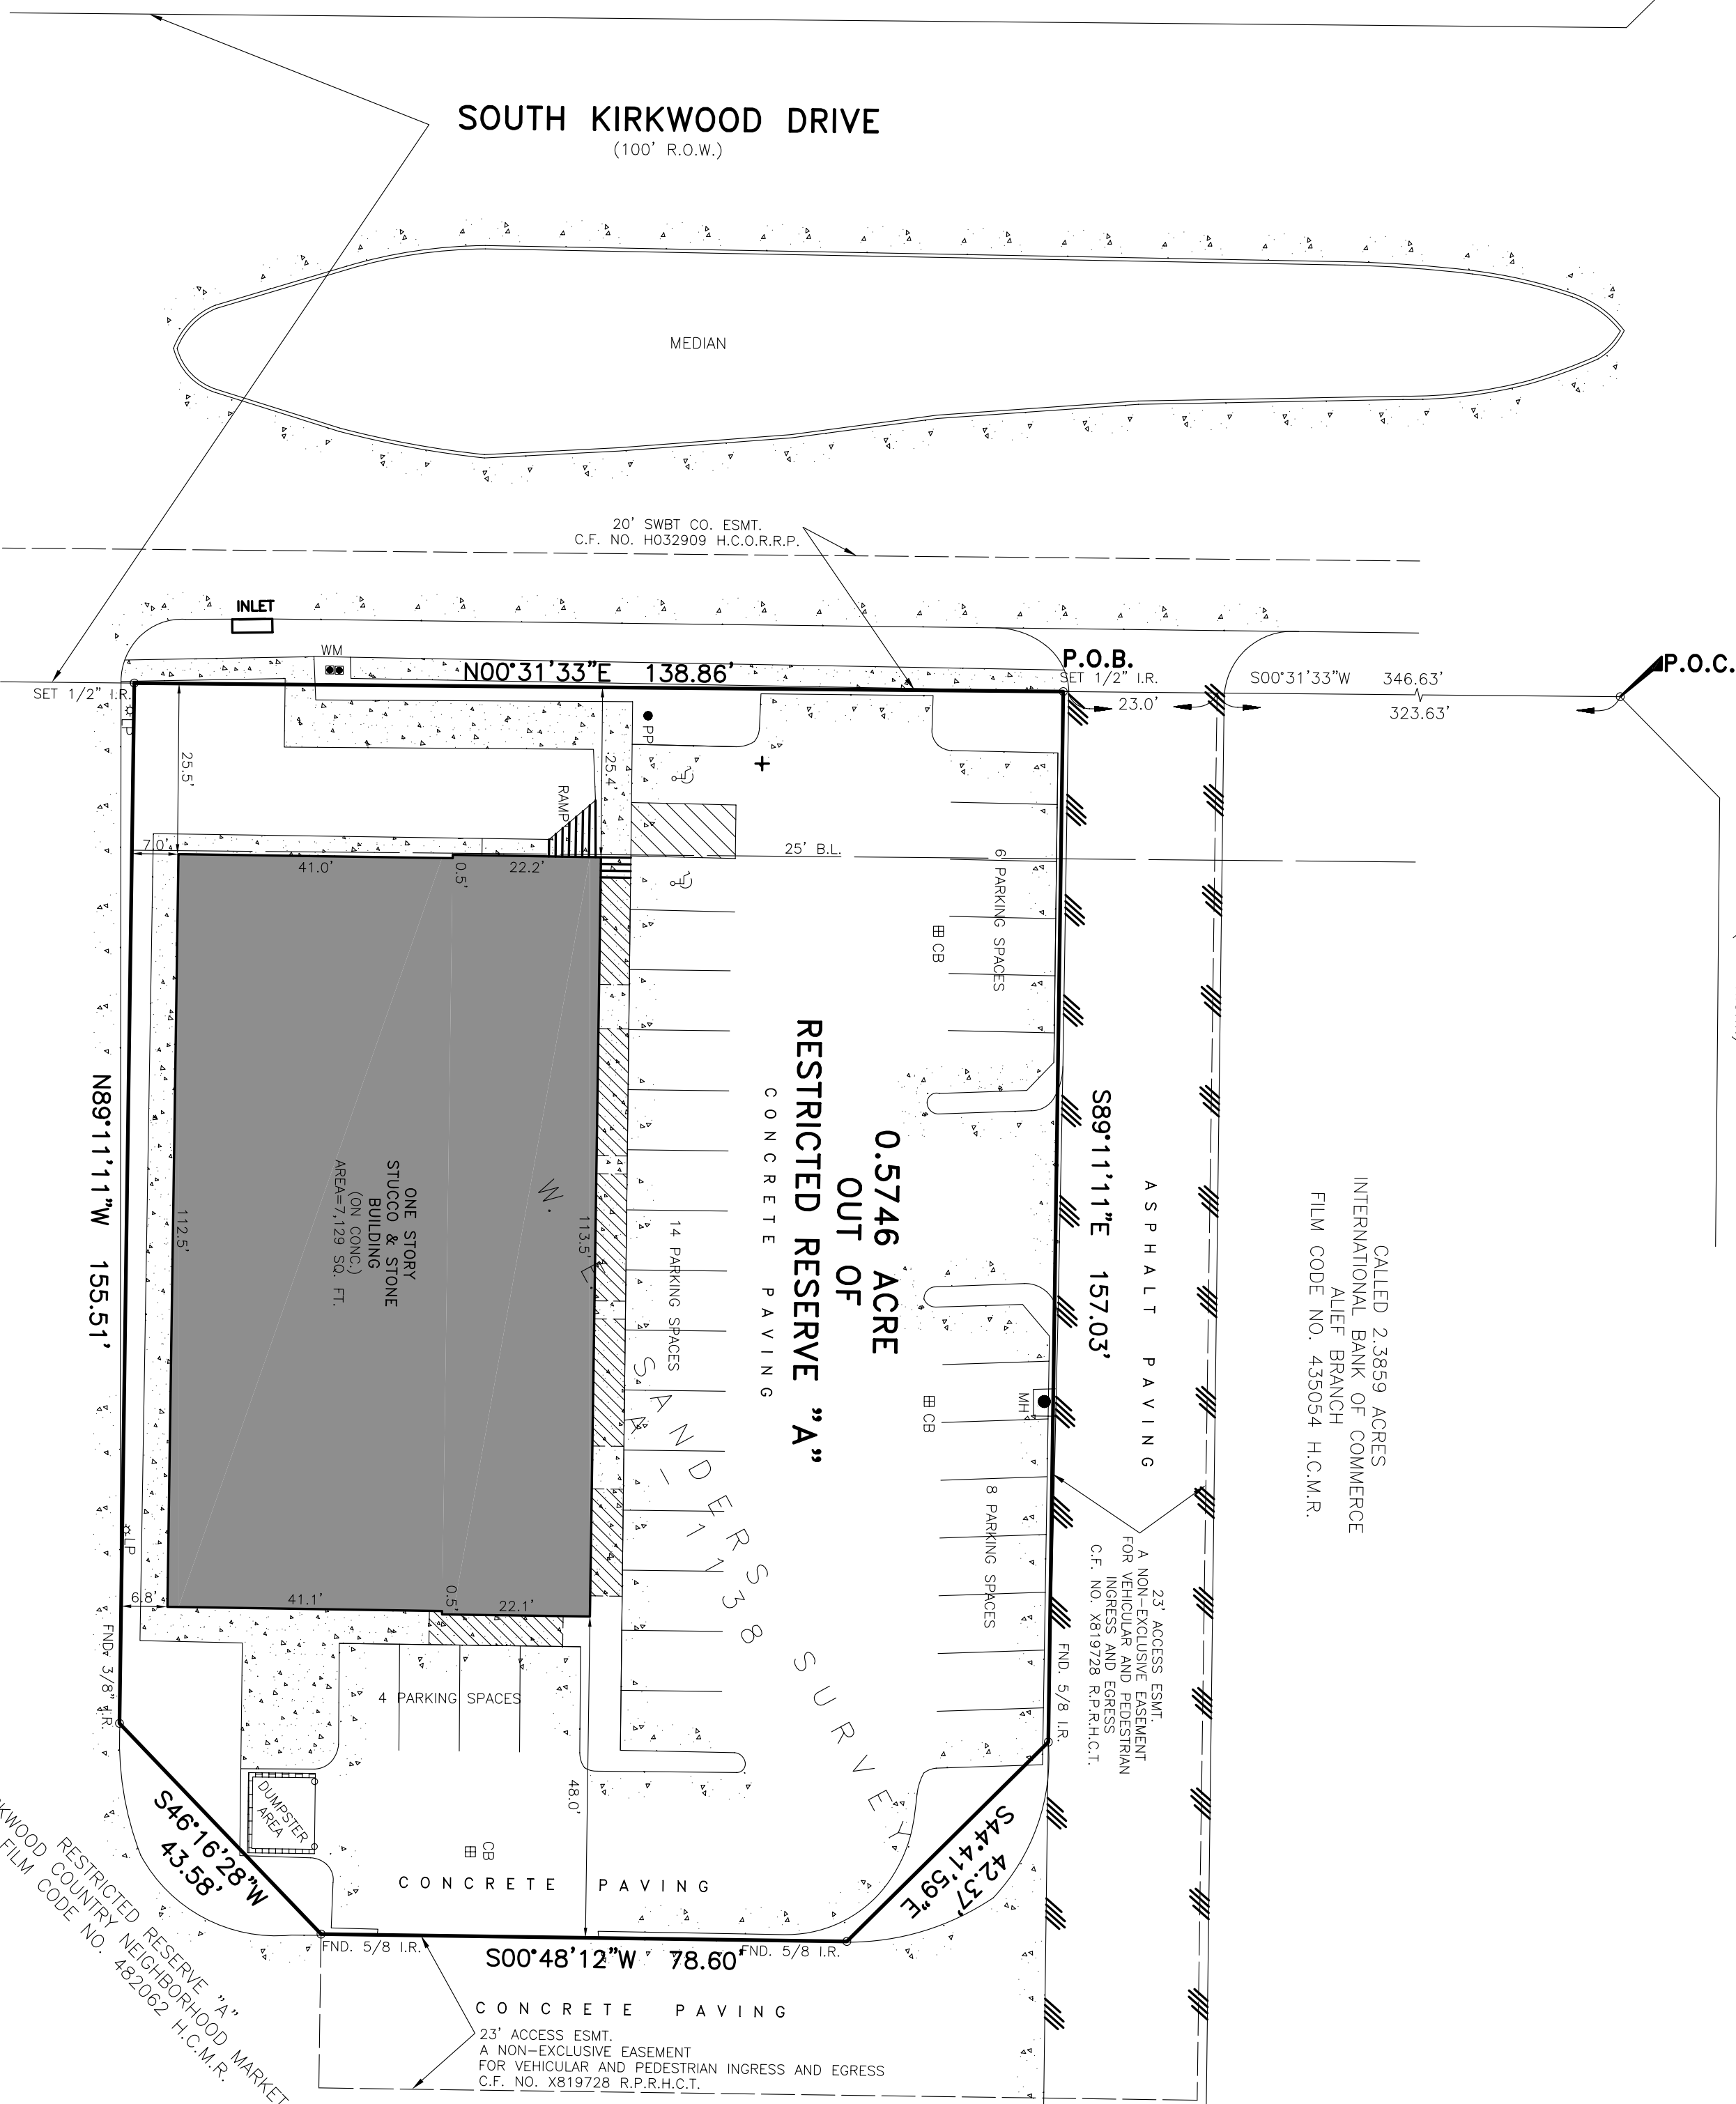 SOUTH KIRKWOOD DRIVE
(100' R.O.W.)
MEDIAN
20' SWBT CO. ESMT.
C.F. NO. H032909 H.C.O.R.R.P.
INLET
WM
N00°31'33"E 138.86'
P.O.B.
P.O.C.
SET 1/2" I.R.
SET 1/2" I.R.
S00°31'33"W 346.63'
23.0'
323.63'
LP
PP
25.5'
25.4'
RAMP
7.0'
41.0'
0.5'
22.2'
25' B.L.
6 PARKING SPACES
CB
RESTRICTED RESERVE "A"
OUT OF
0.5746 ACRE
CONCRETE PAVING
N89°11'11"W 155.51'
S89°11'11"E 157.03'
ASPHALT PAVING
CALLED 2.3859 ACRES
INTERNATIONAL BANK OF COMMERCE
ALIEF BRANCH
FILM CODE NO. 435054 H.C.M.R.
ONE STORY
STUCCO & STONE
BUILDING
(ON CONC.)
AREA=7,129 SQ. FT.
112.5'
113.5'
14 PARKING SPACES
W. E. SANDERS SURVEY
A-1138
CB
MH
8 PARKING SPACES
23' ACCESS ESMT.
A NON-EXCLUSIVE EASEMENT
FOR VEHICULAR AND PEDESTRIAN
INGRESS AND EGRESS
C.F. NO. X819728 R.P.R.H.C.T.
LP
6.8'
41.1'
0.5'
22.1'
FND. 3/8" I.R.
FND. 5/8 I.R.
4 PARKING SPACES
48.0'
DUMPSTER
AREA
CB
S46°16'28"W
43.58'
S44°41'59"E
42.37'
CONCRETE PAVING
FND. 5/8 I.R.
FND. 5/8 I.R.
S00°48'12"W 78.60'
RESTRICTED RESERVE "A"
COUNTRY NEIGHBORHOOD MARKET
FILM CODE NO. 482062 H.C.M.R.
CONCRETE PAVING
23' ACCESS ESMT.
A NON-EXCLUSIVE EASEMENT
FOR VEHICULAR AND PEDESTRIAN INGRESS AND EGRESS
C.F. NO. X819728 R.P.R.H.C.T.